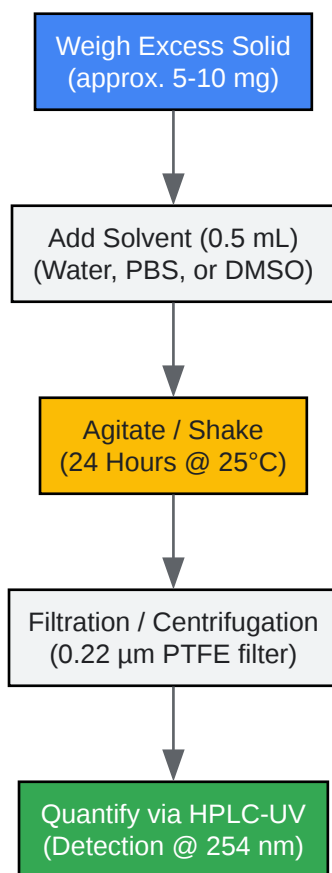 Weigh Excess Solid
(approx. 5-10 mg)
Add Solvent (0.5 mL)
(Water, PBS, or DMSO)
Agitate / Shake
(24 Hours @ 25°C)
Filtration / Centrifugation
(0.22 µm PTFE filter)
Quantify via HPLC-UV
(Detection @ 254 nm)